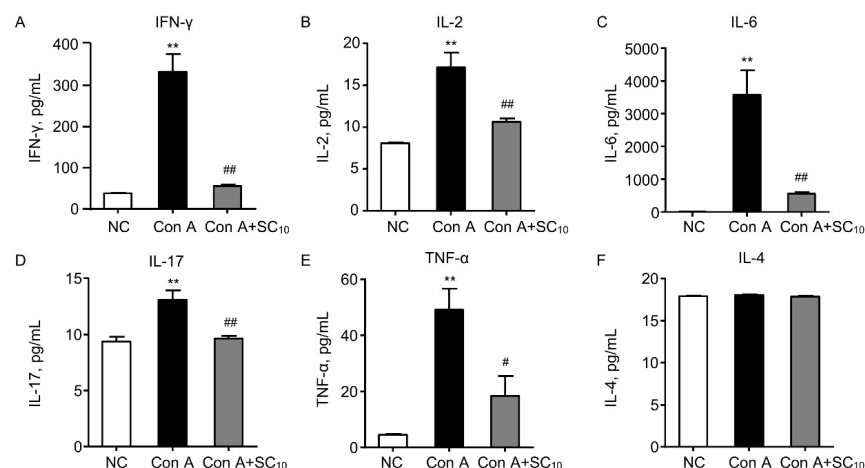 A
IFN-γ
IFN-γ, pg/mL
400
300
200
100
0
**
##
NC
Con A
Con A+SC₁₀
B
IL-2
IL-2, pg/mL
20
15
10
5
0
**
##
NC
Con A
Con A+SC₁₀
C
IL-6
IL-6, pg/mL
5000
4000
3000
2000
1000
0
**
##
NC
Con A
Con A+SC₁₀
D
IL-17
IL-17, pg/mL
15
10
5
0
**
##
NC
Con A
Con A+SC₁₀
E
TNF-α
TNF-α, pg/mL
60
40
20
0
**
#
NC
Con A
Con A+SC₁₀
F
IL-4
IL-4, pg/mL
20
15
10
5
0
NC
Con A
Con A+SC₁₀